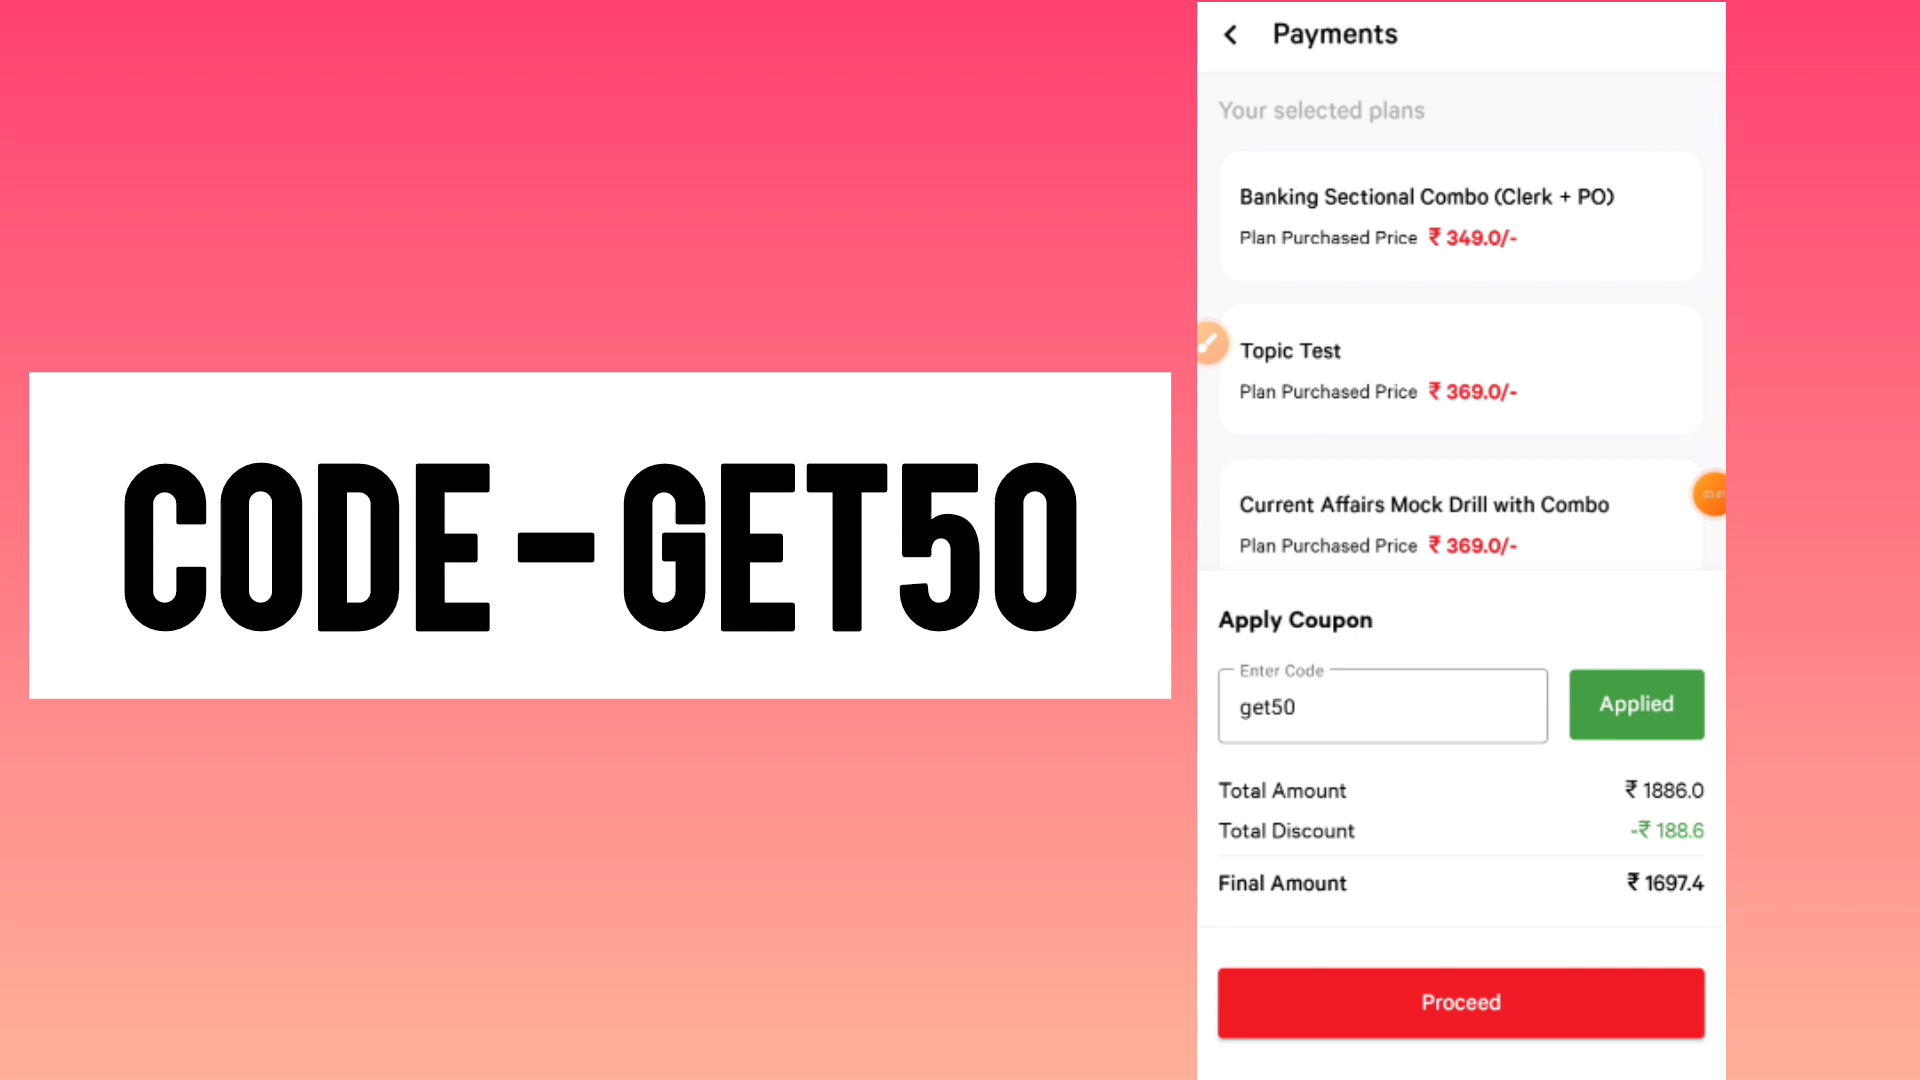 CODE - GET50
Payments
Your selected plans
Banking Sectional Combo (Clerk + PO)
Plan Purchased Price ₹ 349.0/-
Topic Test
Plan Purchased Price ₹ 369.0/-
Current Affairs Mock Drill with Combo
Plan Purchased Price ₹ 369.0/-
Apply Coupon
Enter Code
get50
Applied
Total Amount ₹ 1886.0
Total Discount -₹ 188.6
Final Amount ₹ 1697.4
Proceed